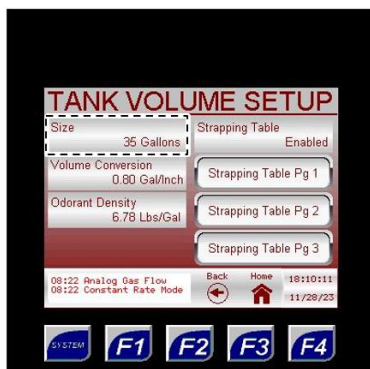 TANK VOLUME SETUP
Size
35 Gallons
Strapping Table
Enabled
Volume Conversion
0.80 Gal/Inch
Strapping Table Pg 1
Odorant Density
6.78 Lbs/Gal
Strapping Table Pg 2
Strapping Table Pg 3
08:22 Analog Gas Flow
08:22 Constant Rate Mode
Back
Home
18:10:11
11/28/23
SYSTEM
F1
F2
F3
F4